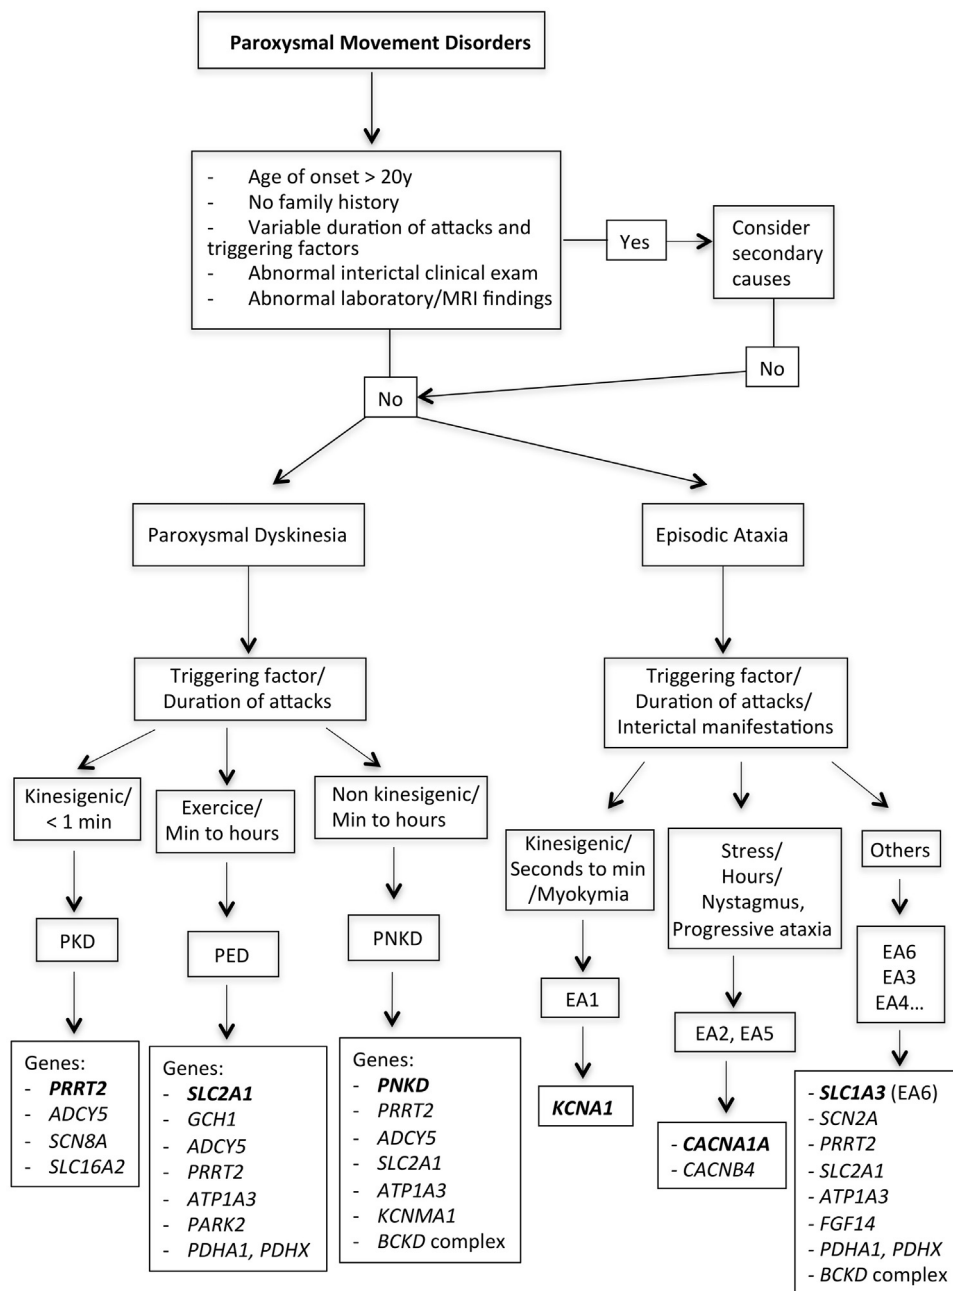 Paroxysmal Movement Disorders
- Age of onset > 20y
- No family history
- Variable duration of attacks and
triggering factors
- Abnormal interictal clinical exam
- Abnormal laboratory/MRI findings
Yes
Consider
secondary
causes
No
No
Paroxysmal Dyskinesia
Episodic Ataxia
Triggering factor/
Duration of attacks
Triggering factor/
Duration of attacks/
Interictal manifestations
Kinesigenic/
< 1 min
Exercice/
Min to hours
Non kinesigenic/
Min to hours
Kinesigenic/
Seconds to min
/Myokymia
Stress/
Hours/
Nystagmus,
Progressive ataxia
Others
PKD
PED
PNKD
EA1
EA2, EA5
EA6
EA3
EA4...
Genes:
- PRRT2
- ADCY5
- SCN8A
- SLC16A2
Genes:
- SLC2A1
- GCH1
- ADCY5
- PRRT2
- ATP1A3
- PARK2
- PDHA1, PDHX
Genes:
- PNKD
- PRRT2
- ADCY5
- SLC2A1
- ATP1A3
- KCNMA1
- BCKD complex
KCNA1
- CACNA1A
- CACNB4
- SLC1A3 (EA6)
- SCN2A
- PRRT2
- SLC2A1
- ATP1A3
- FGF14
- PDHA1, PDHX
- BCKD complex